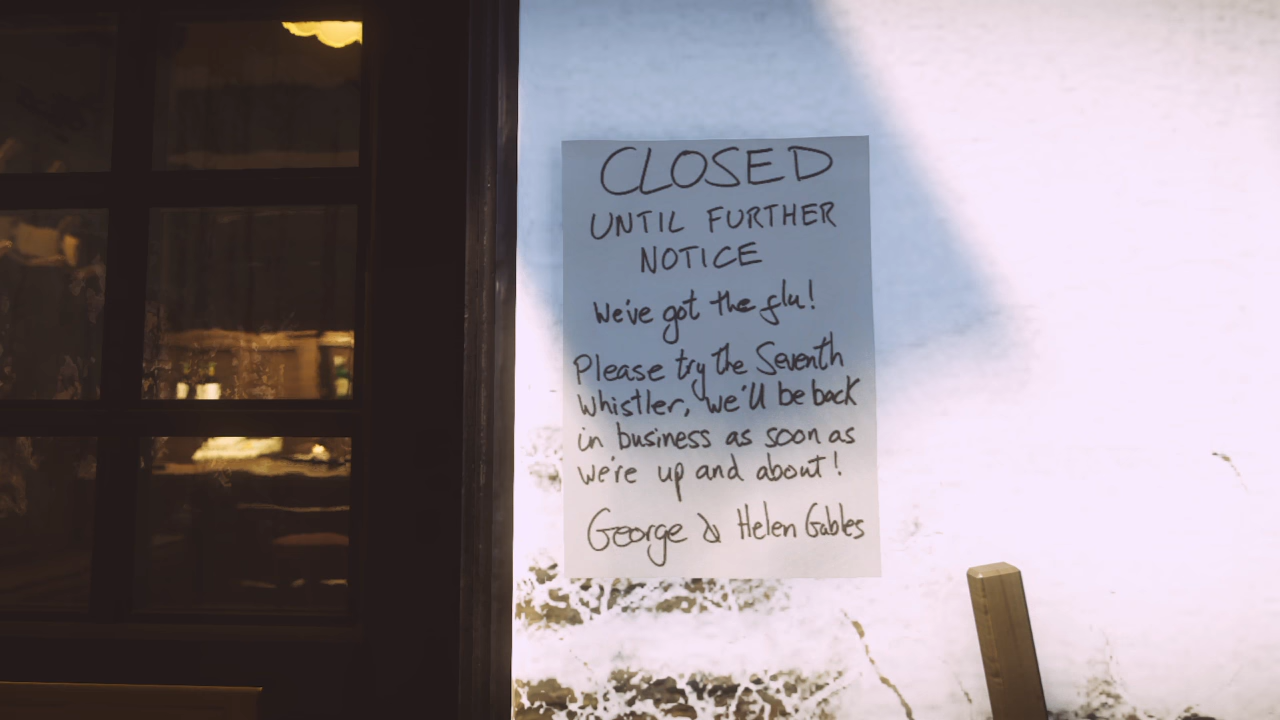 CLOSED
UNTIL FURTHER
NOTICE
We've got the flu!
Please try the Seventh
Whistler, we'll be back
in business as soon as
we're up and about!
George & Helen Gables